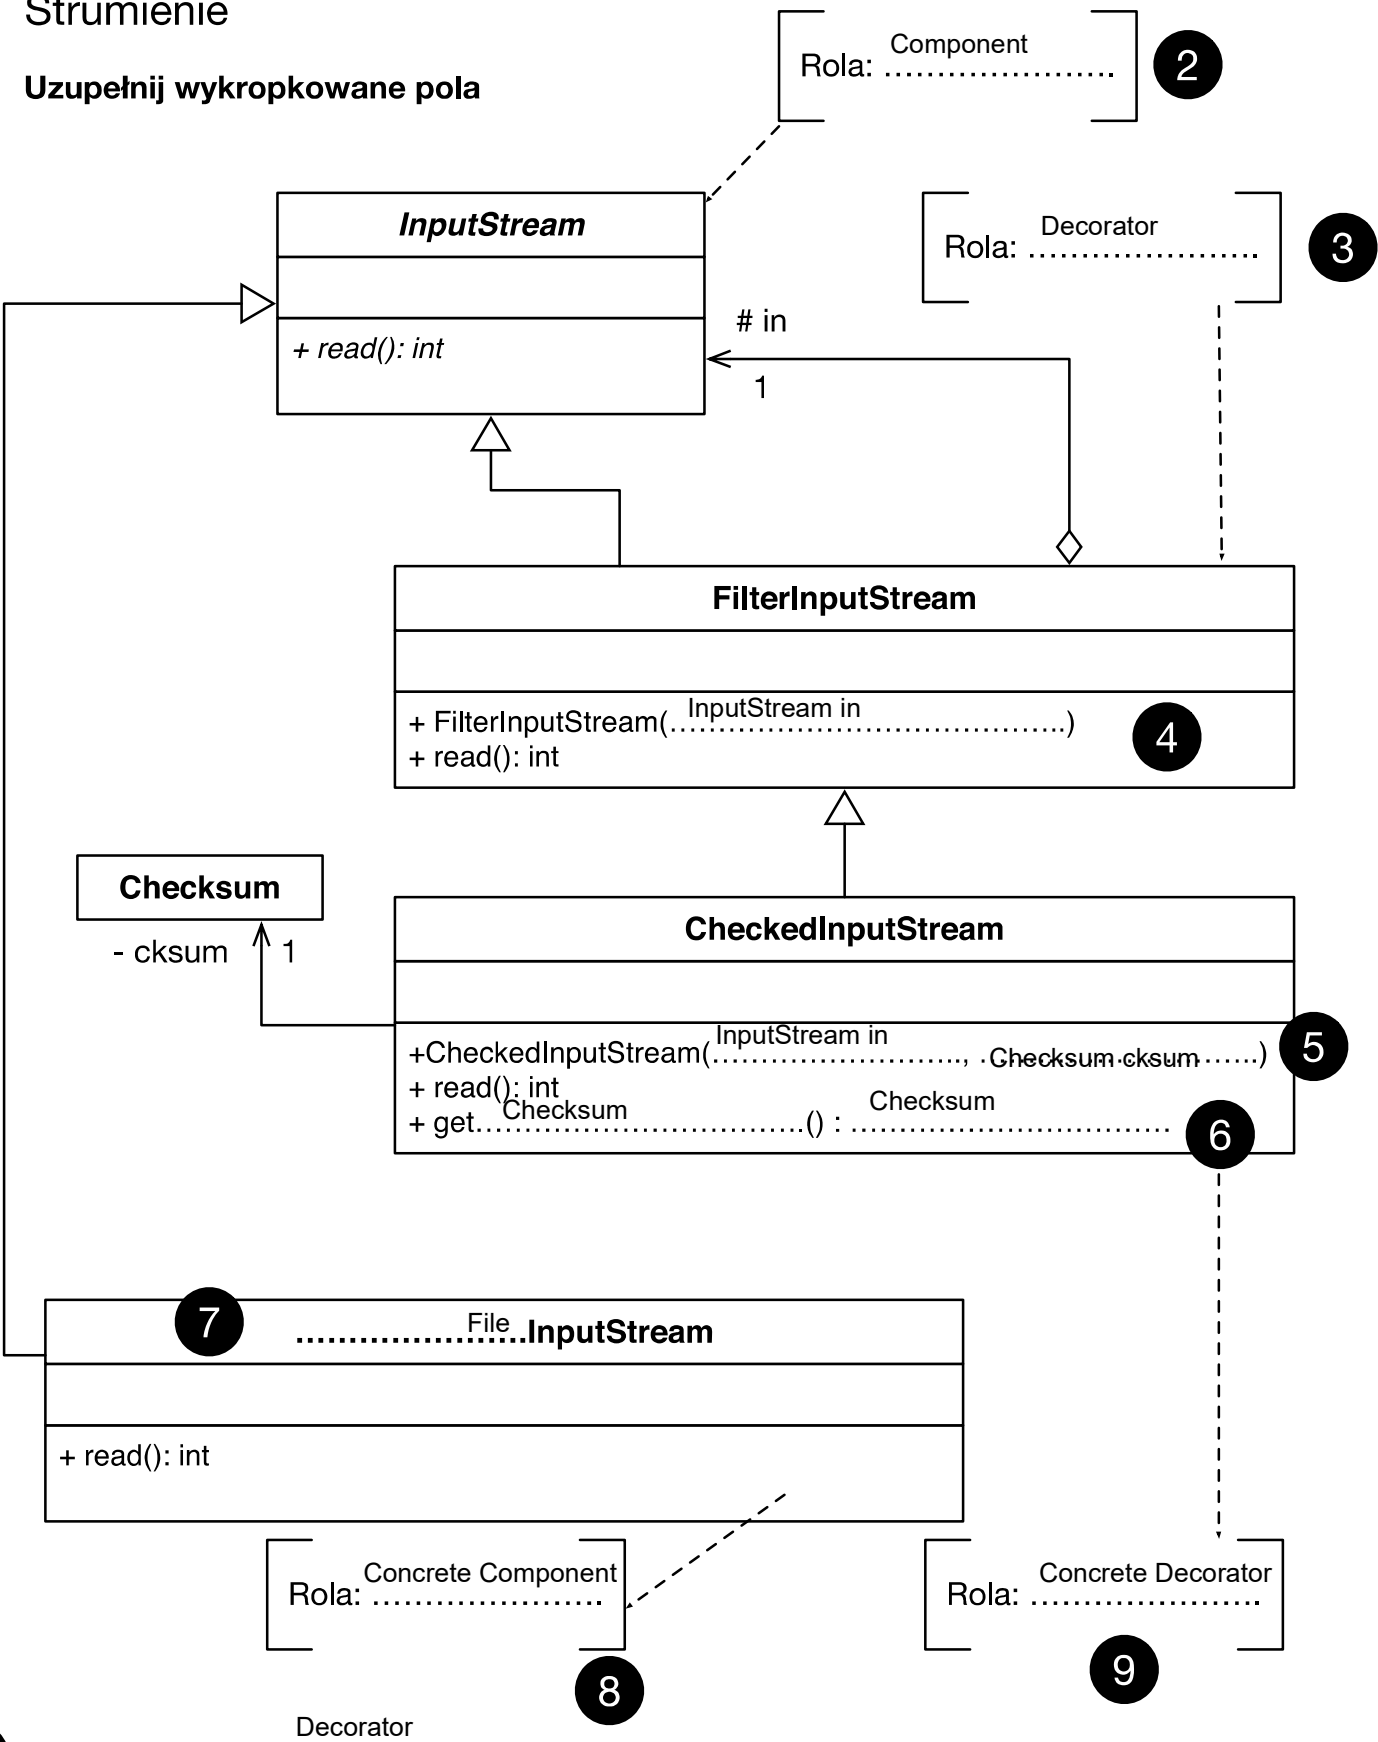 Strumienie
Uzupełnij wykropkowane pola
Component
Rola: ........................
2
Decorator
Rola: ........................
3
InputStream
+ read(): int
# in
1
FilterInputStream
InputStream in
+ FilterInputStream(..........................................)
+ read(): int
4
Checksum
- cksum
1
CheckedInputStream
InputStream in
+CheckedInputStream(.........................., Checksum cksum......)
5
+ read(): int
Checksum
Checksum
+ get..................................() : .................................
6
7
File
......................InputStream
+ read(): int
Concrete Component
Rola: ........................
8
Concrete Decorator
Rola: ........................
9
Decorator